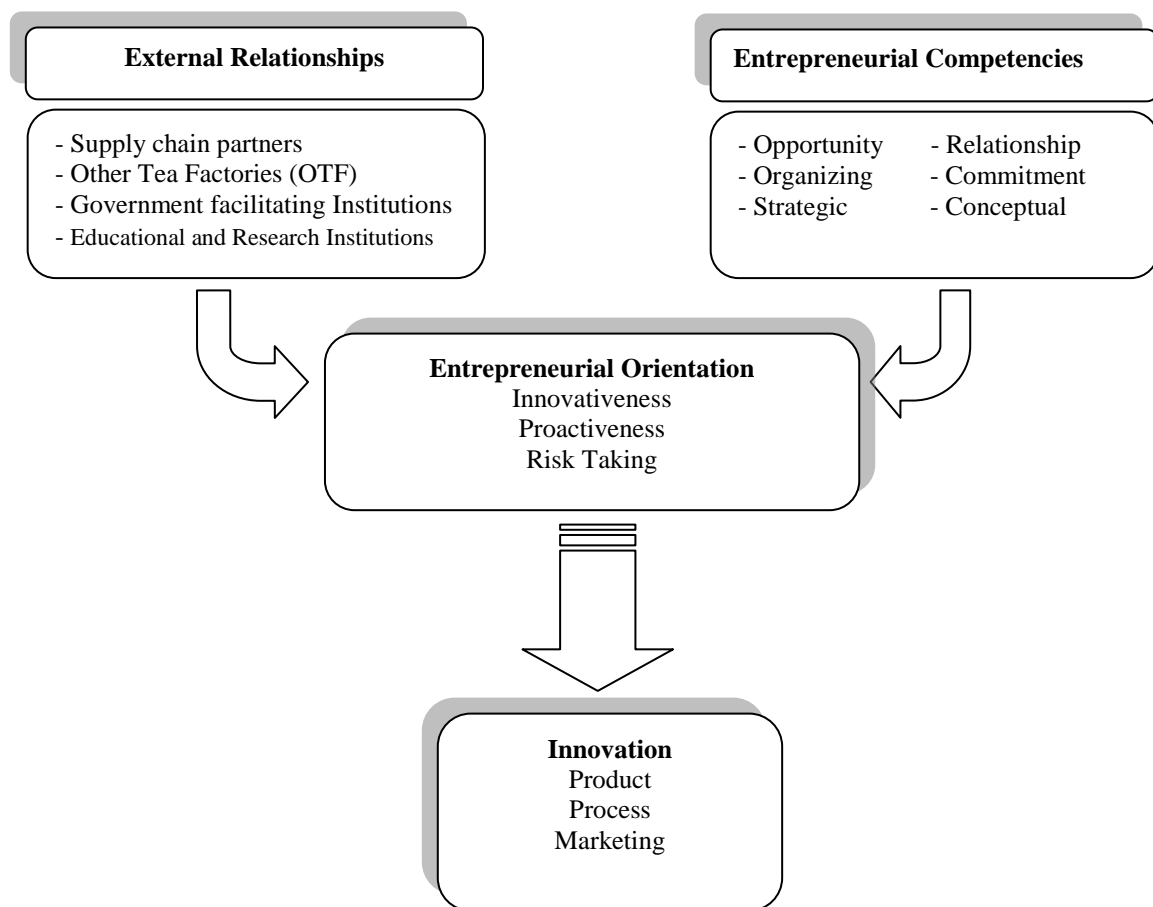 External Relationships
- Supply chain partners
- Other Tea Factories (OTF)
- Government facilitating Institutions
- Educational and Research Institutions
Entrepreneurial Competencies
- Opportunity - Relationship
- Organizing - Commitment
- Strategic - Conceptual
Entrepreneurial Orientation
Innovativeness
Proactiveness
Risk Taking
Innovation
Product
Process
Marketing